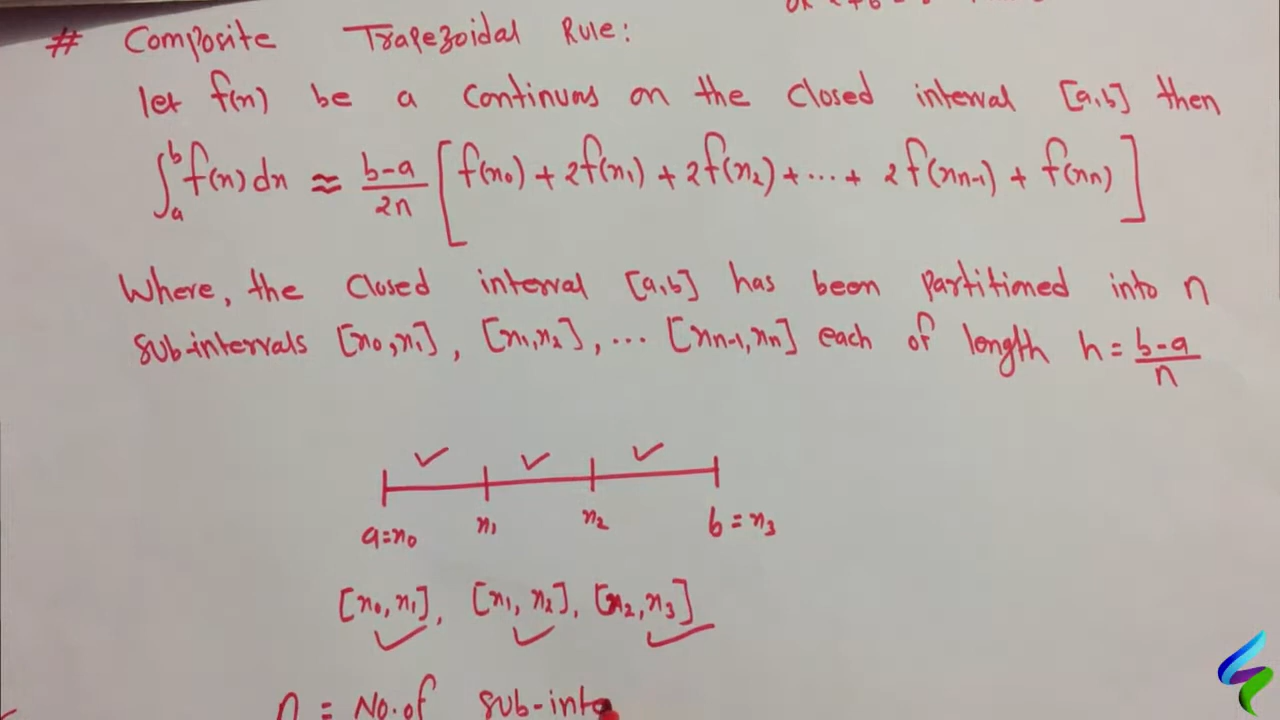 # Composite Trapezoidal Rule:
let f(x) be a continuous on the closed interval [a,b] then
∫_a^b f(x) dx ≈ (b-a)/(2n) [ f(x₀) + 2f(x₁) + 2f(x₂) + ... + 2f(xₙ₋₁) + f(xₙ) ]
Where, the closed interval [a,b] has been partitioned into n
sub-intervals [x₀,x₁], [x₁,x₂], ... [xₙ₋₁,xₙ] each of length h = (b-a)/n
a=x₀ x₁ x₂ b=x₃
[x₀,x₁], [x₁,x₂], [x₂,x₃]
n = No. of sub-inte